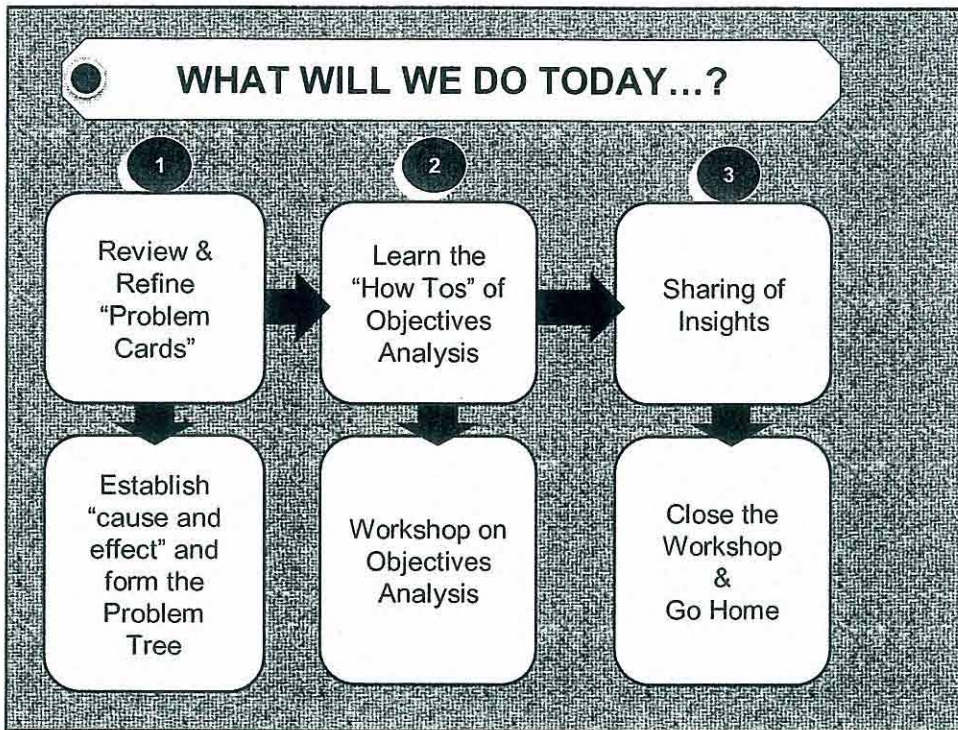 WHAT WILL WE DO TODAY...?
1
Review &
Refine
“Problem
Cards”
Establish
“cause and
effect” and
form the
Problem
Tree
2
Learn the
“How Tos” of
Objectives
Analysis
Workshop on
Objectives
Analysis
3
Sharing of
Insights
Close the
Workshop
&
Go Home